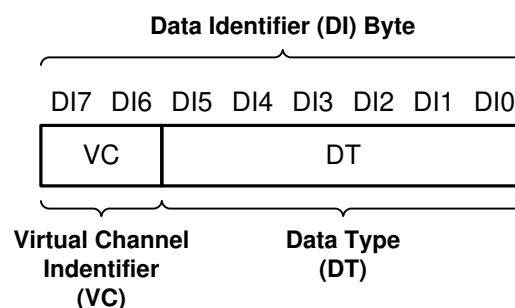 Data Identifier (DI) Byte
DI7 DI6 DI5 DI4 DI3 DI2 DI1 DI0
VC DT
Virtual Channel
Indentifier
(VC)
Data Type
(DT)